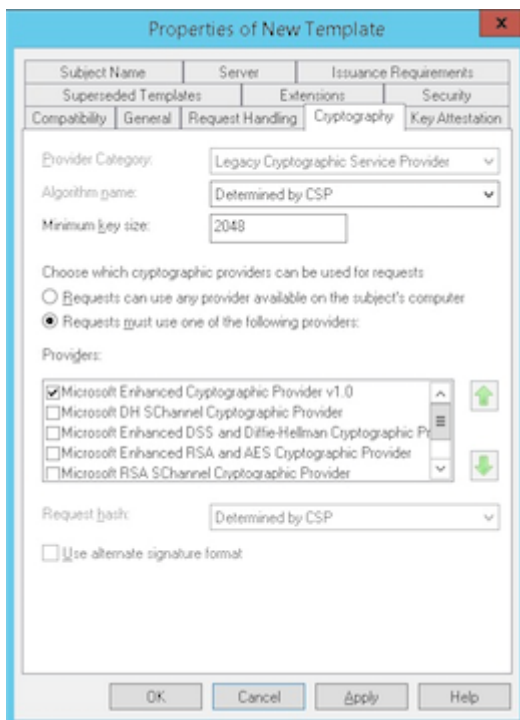 Properties of New Template
x
Subject Name Server Issuance Requirements
Superseded Templates Extensions Security
Compatibility General Request Handling Cryptography Key Attestation
Provider Category: Legacy Cryptographic Service Provider
Algorithm name: Determined by CSP
Minimum key size: 2048
Choose which cryptographic providers can be used for requests
Requests can use any provider available on the subject's computer
Requests must use one of the following providers:
Providers:
Microsoft Enhanced Cryptographic Provider v1.0
Microsoft DH SChannel Cryptographic Provider
Microsoft Enhanced DSS and Diffie-Hellman Cryptographic Pr
Microsoft Enhanced RSA and AES Cryptographic Provider
Microsoft RSA SChannel Cryptographic Provider
Request hash: Determined by CSP
Use alternate signature format
OK Cancel Apply Help